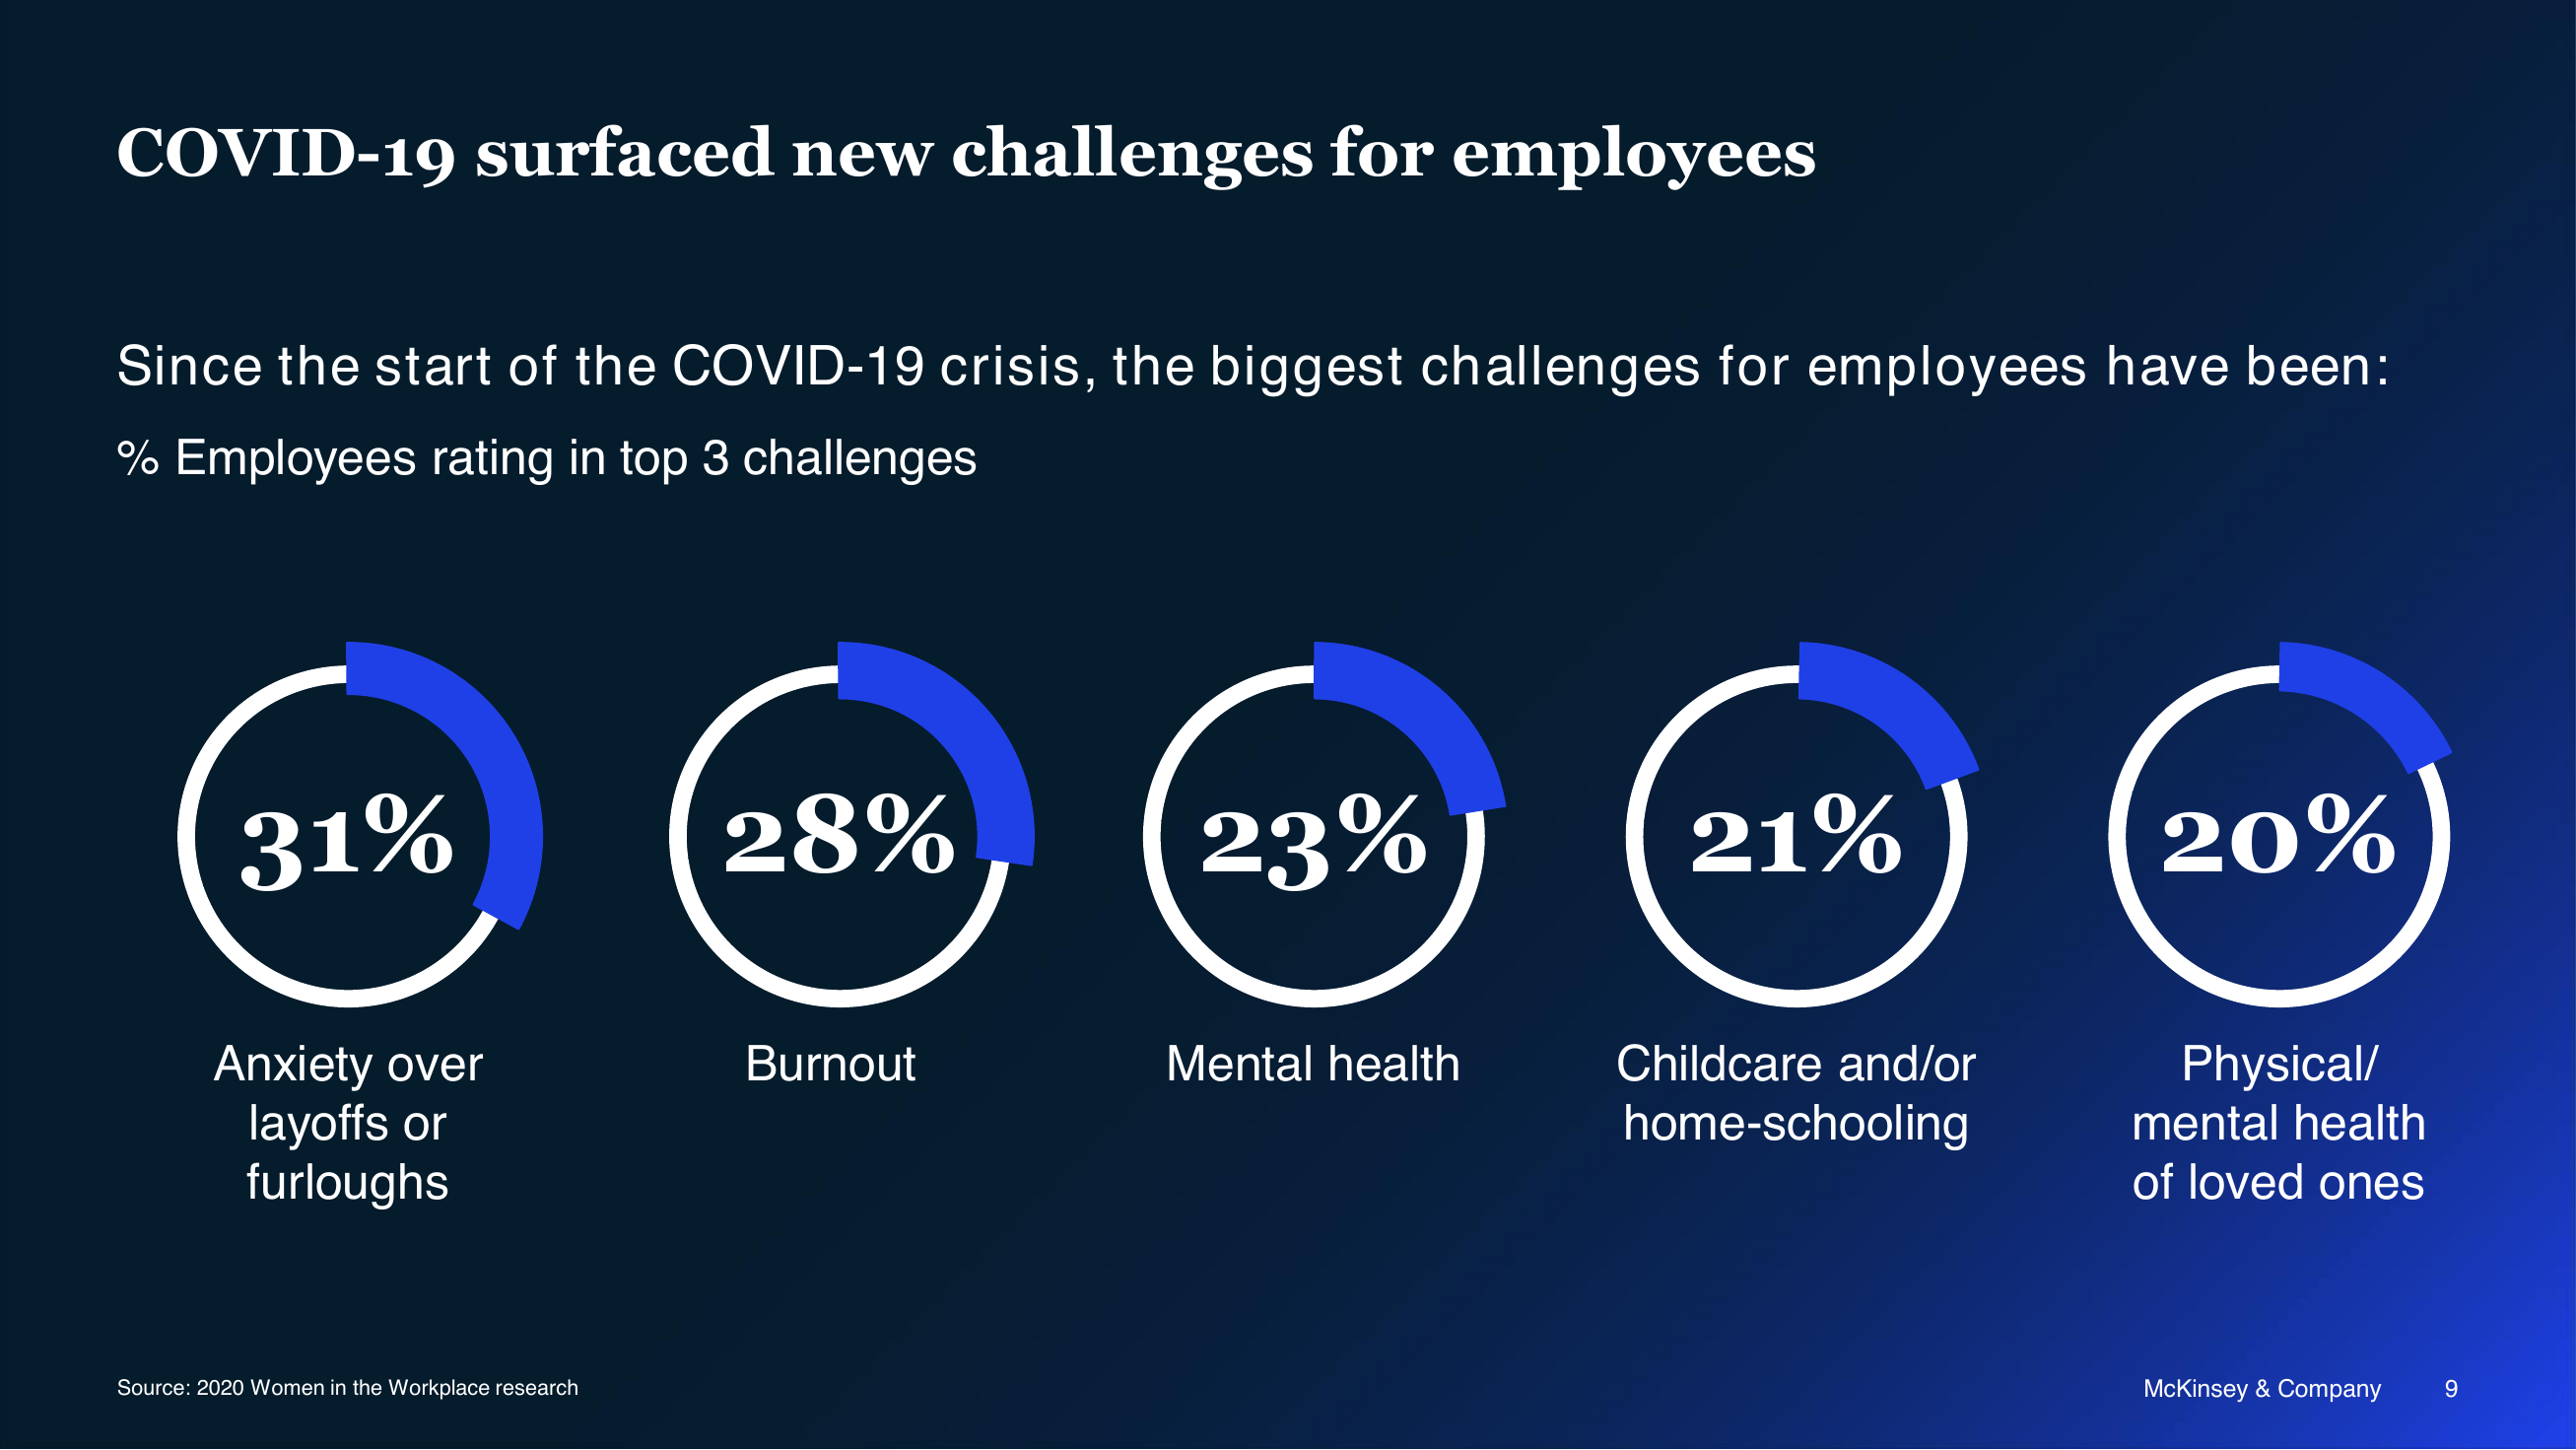 COVID-19 surfaced new challenges for employees
Since the start of the COVID-19 crisis, the biggest challenges for employees have been:
% Employees rating in top 3 challenges
31%
Anxiety over
layoffs or
furloughs
28%
Burnout
23%
Mental health
21%
Childcare and/or
home-schooling
20%
Physical/
mental health
of loved ones
Source: 2020 Women in the Workplace research
McKinsey & Company 9